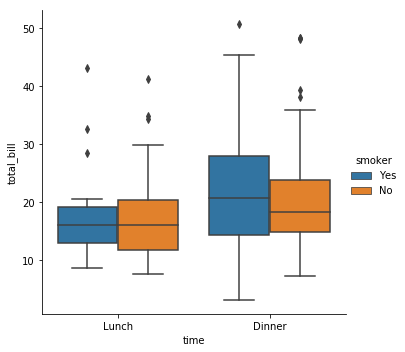 50
40
30
20
10
total_bill
Lunch
Dinner
time
smoker
Yes
No